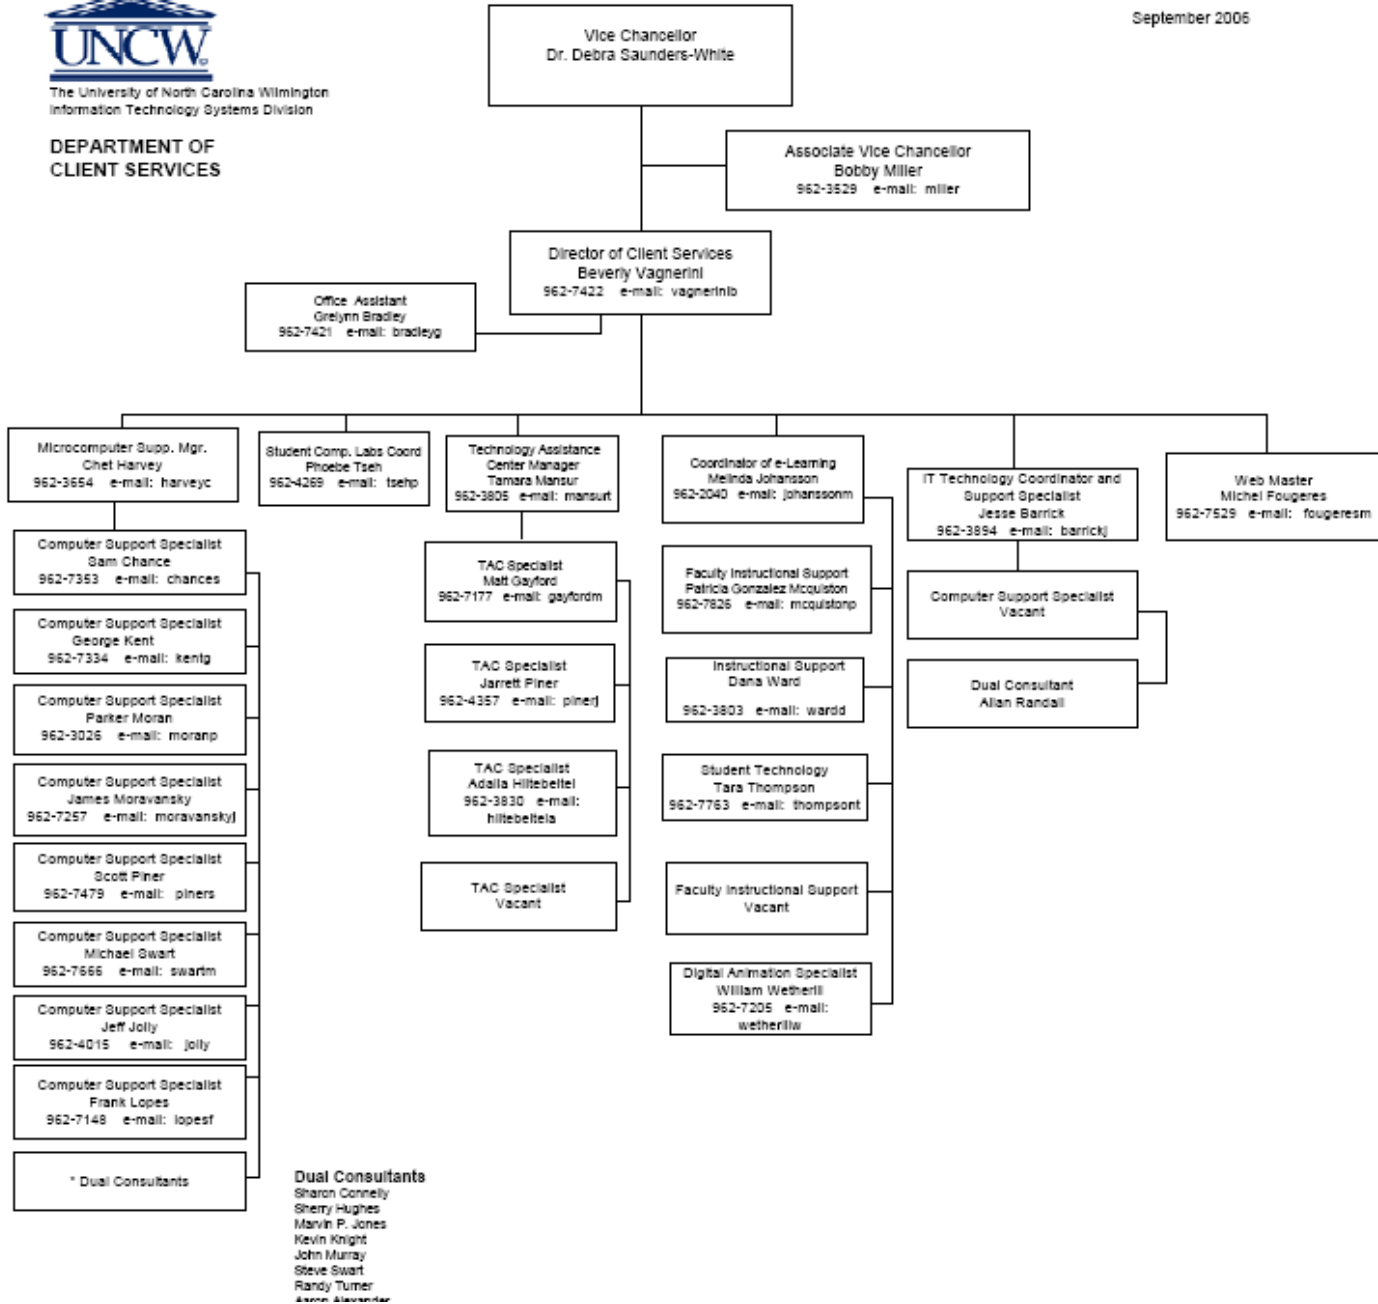 UNCW
The University of North Carolina Wilmington
Information Technology Systems Division
DEPARTMENT OF
CLIENT SERVICES
September 2006
Vice Chancellor
Dr. Debra Saunders-White
Associate Vice Chancellor
Bobby Miller
962-3529 e-mail: miller
Director of Client Services
Beverly Vagnerini
962-7422 e-mail: vagnerinib
Office Assistant
Grelynn Bradley
962-7421 e-mail: bradleyg
Microcomputer Supp. Mgr.
Chet Harvey
962-3654 e-mail: harveyc
Student Comp. Labs Coord
Phoebe Tseh
962-4269 e-mail: tsehp
Technology Assistance
Center Manager
Tamara Mansur
962-3805 e-mail: mansurt
Coordinator of e-Learning
Melinda Johansson
962-2040 e-mail: johanssonm
IT Technology Coordinator and
Support Specialist
Jesse Barrick
962-3894 e-mail: barrickj
Web Master
Michel Fougeres
962-7529 e-mail: fougeresm
Computer Support Specialist
Sam Chance
962-7353 e-mail: chances
Computer Support Specialist
George Kent
962-7334 e-mail: kentg
Computer Support Specialist
Parker Moran
962-3026 e-mail: moranp
Computer Support Specialist
James Moravansky
962-7257 e-mail: moravanskyj
Computer Support Specialist
Scott Piner
962-7479 e-mail: piners
Computer Support Specialist
Michael Swart
962-7666 e-mail: swartm
Computer Support Specialist
Jeff Jolly
962-4015 e-mail: jolly
Computer Support Specialist
Frank Lopes
962-7148 e-mail: lopesf
* Dual Consultants
TAC Specialist
Matt Gayford
962-7177 e-mail: gayfordm
TAC Specialist
Jarrett Piner
962-4357 e-mail: pinerj
TAC Specialist
Adalia Hiltebeitel
962-3830 e-mail:
hiltebeitela
TAC Specialist
Vacant
Faculty Instructional Support
Patricia Gonzalez Mcquiston
962-7826 e-mail: mcquistonp
Instructional Support
Dana Ward
962-3803 e-mail: wardd
Student Technology
Tara Thompson
962-7763 e-mail: thompsont
Faculty Instructional Support
Vacant
Digital Animation Specialist
William Wetherill
962-7205 e-mail:
wetherillw
Computer Support Specialist
Vacant
Dual Consultant
Allan Randall
Dual Consultants
Sharon Connelly
Sherry Hughes
Marvin P. Jones
Kevin Knight
John Murray
Steve Swart
Randy Turner
Aaron Alexander